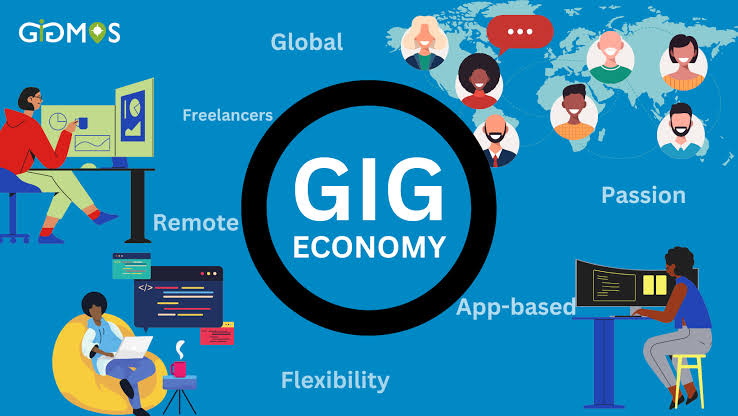 GIGMOS
Global
Freelancers
Passion
GIG
ECONOMY
Remote
</>
App-based
Flexibility